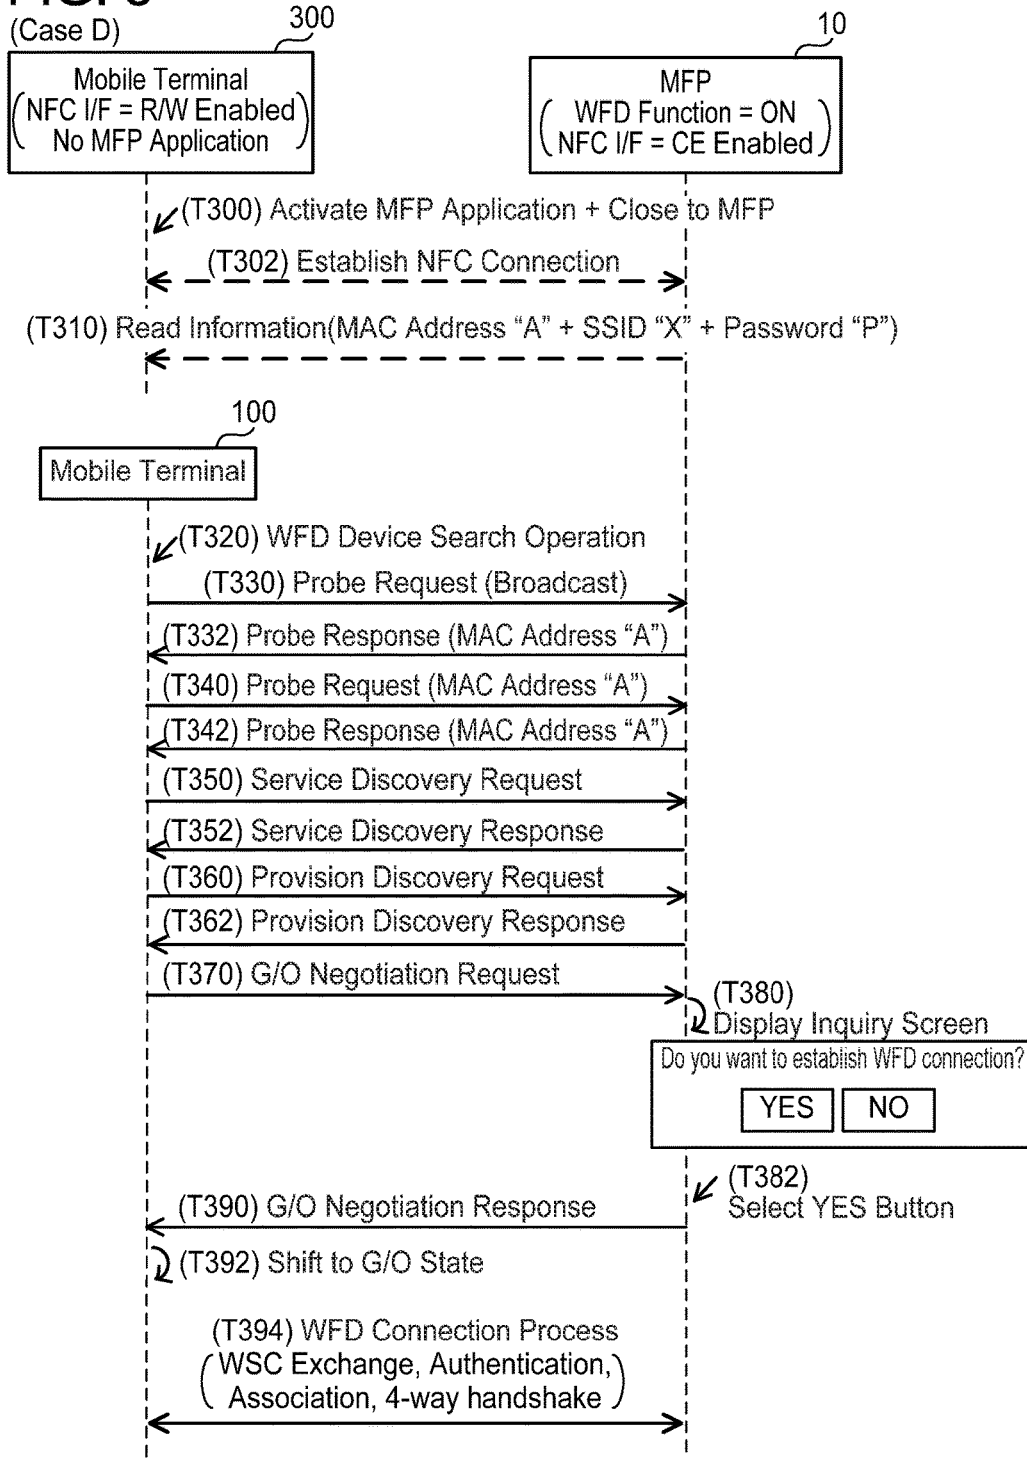 (Case D)
300
10
Mobile Terminal
NFC I/F = R/W Enabled
No MFP Application
MFP
WFD Function = ON
NFC I/F = CE Enabled
(T300) Activate MFP Application + Close to MFP
(T302) Establish NFC Connection
(T310) Read Information(MAC Address “A” + SSID “X” + Password “P”)
100
Mobile Terminal
(T320) WFD Device Search Operation
(T330) Probe Request (Broadcast)
(T332) Probe Response (MAC Address “A”)
(T340) Probe Request (MAC Address “A”)
(T342) Probe Response (MAC Address “A”)
(T350) Service Discovery Request
(T352) Service Discovery Response
(T360) Provision Discovery Request
(T362) Provision Discovery Response
(T370) G/O Negotiation Request
(T380)
Display Inquiry Screen
Do you want to establish WFD connection?
YES
NO
(T382)
Select YES Button
(T390) G/O Negotiation Response
(T392) Shift to G/O State
(T394) WFD Connection Process
(WSC Exchange, Authentication,
Association, 4-way handshake)